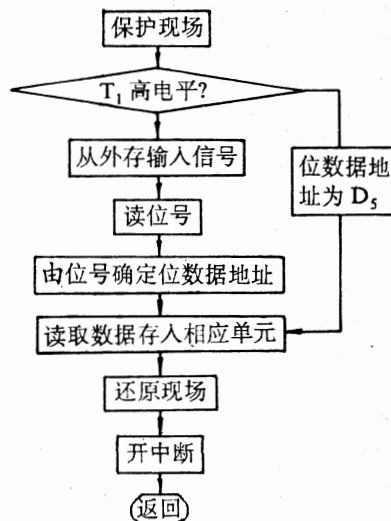 保护现场
T₁ 高电平?
从外存输入信号
读位号
位数据地
址为 D₅
由位号确定位数据地址
读取数据存入相应单元
还原现场
开中断
返回